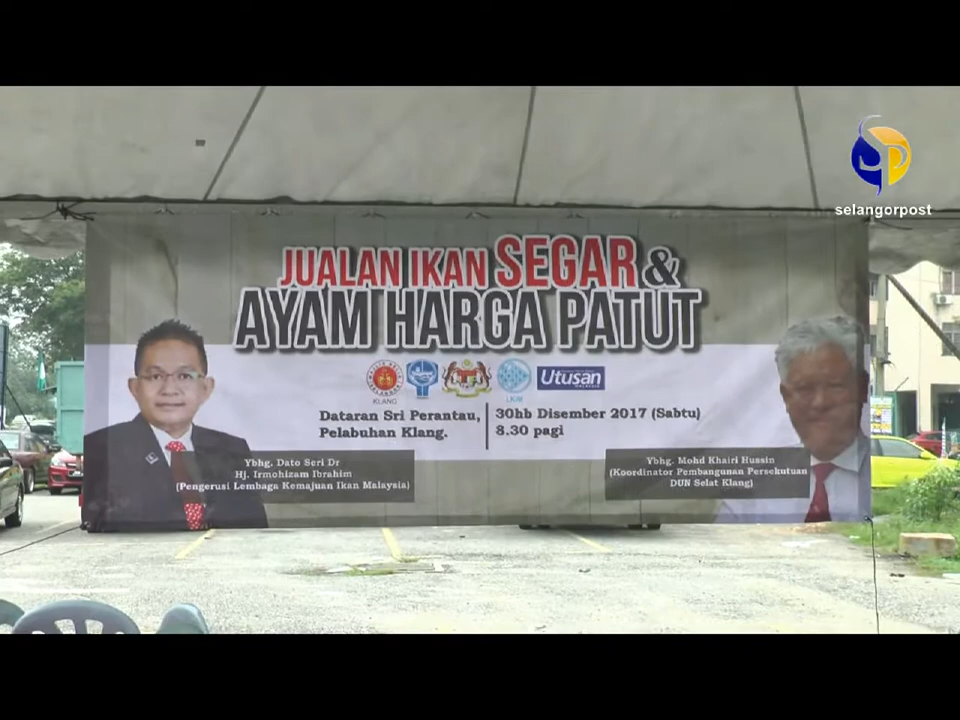 selangorpost
JUALAN IKAN SEGAR &
AYAM HARGA PATUT
KLANG
LKIM
Utusan
Dataran Sri Perantau,
Pelabuhan Klang.
30hb Disember 2017 (Sabtu)
8.30 pagi
Ybhg. Dato Seri Dr
Hj. Irmohizam Ibrahim
(Pengerusi Lembaga Kemajuan Ikan Malaysia)
Ybhg. Mohd Khairi Hussin
(Koordinator Pembangunan Persekutuan
DUN Selat Klang)